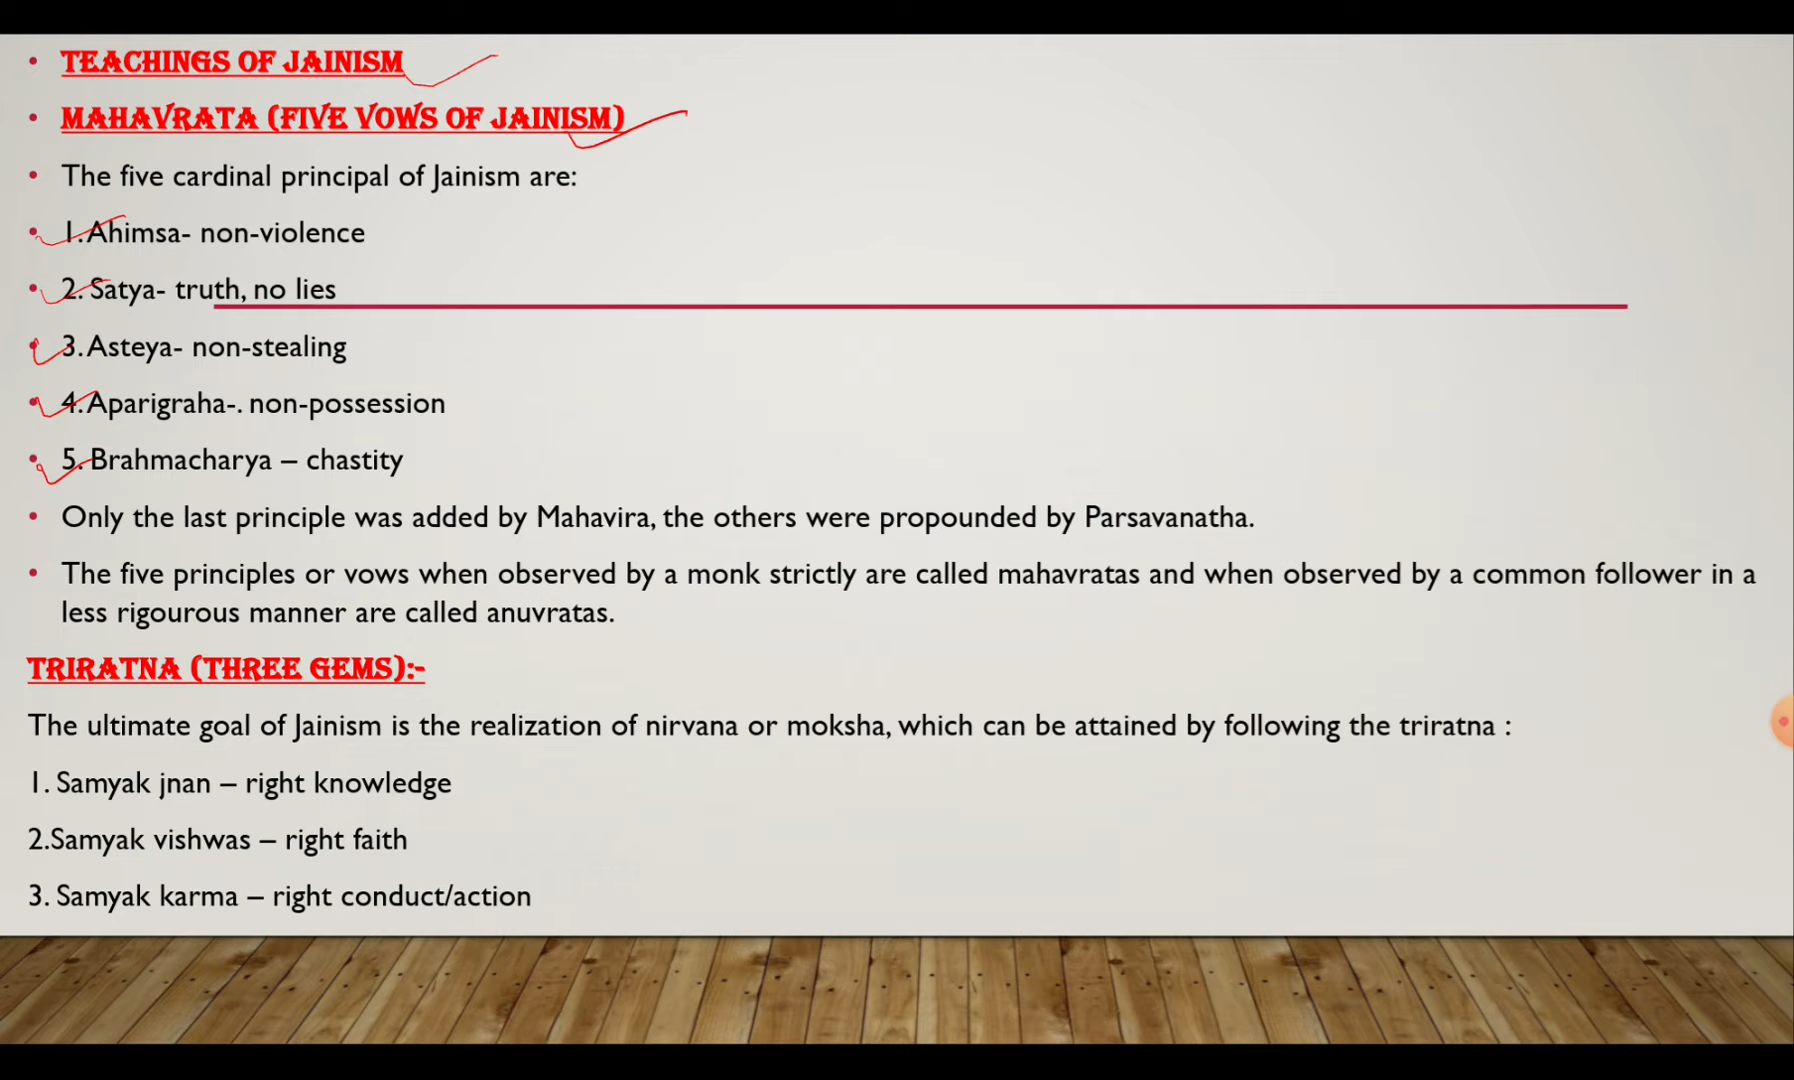 • TEACHINGS OF JAINISM
• MAHAVRATA (FIVE VOWS OF JAINISM)
• The five cardinal principal of Jainism are:
• 1. Ahimsa- non-violence
• 2. Satya- truth, no lies
• 3. Asteya- non-stealing
• 4. Aparigraha-. non-possession
• 5. Brahmacharya – chastity
• Only the last principle was added by Mahavira, the others were propounded by Parsavanatha.
• The five principles or vows when observed by a monk strictly are called mahavratas and when observed by a common follower in a
less rigourous manner are called anuvratas.
TRIRATNA (THREE GEMS):-
The ultimate goal of Jainism is the realization of nirvana or moksha, which can be attained by following the triratna :
1. Samyak jnan – right knowledge
2.Samyak vishwas – right faith
3. Samyak karma – right conduct/action